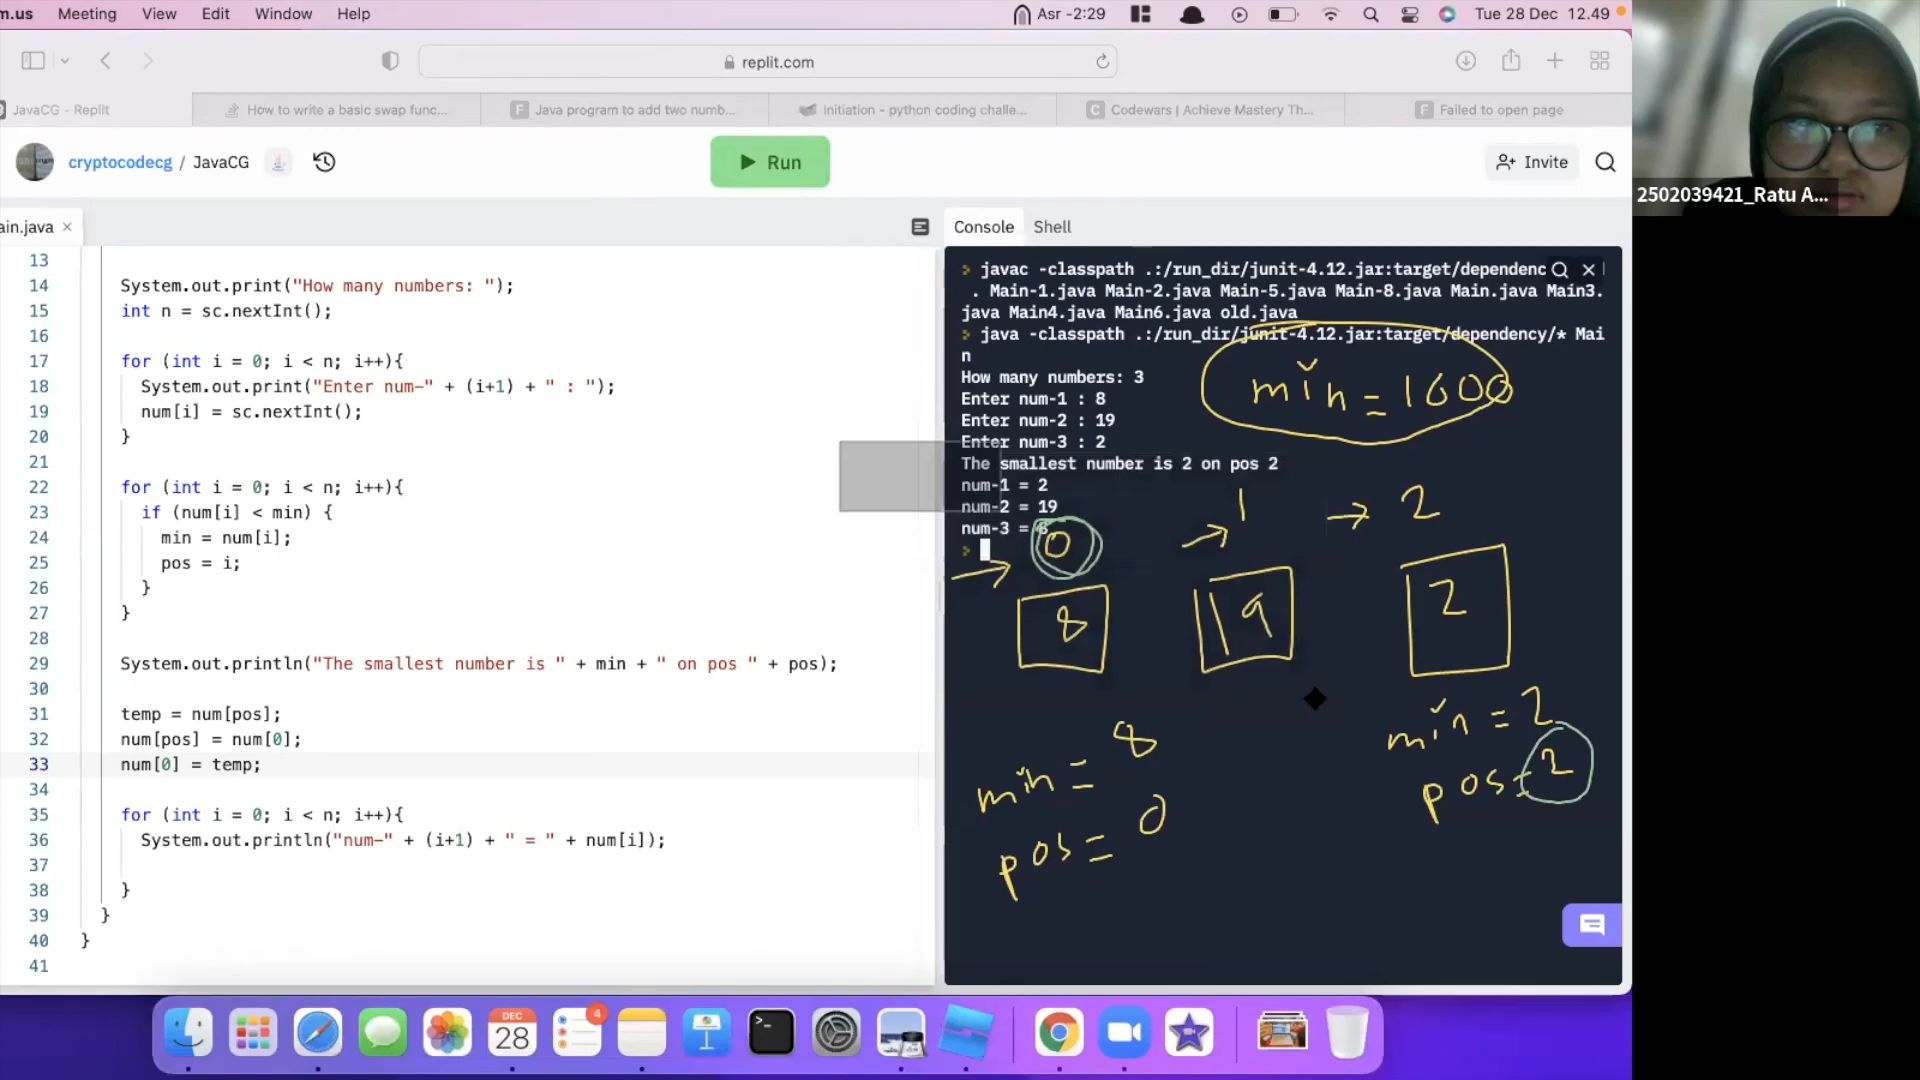 m.us Meeting View Edit Window Help Asr -2:29 Tue 28 Dec 12.49
replit.com
JavaCG - Replit How to write a basic swap func... Java program to add two numb... Initiation - python coding challe... Codewars | Achieve Mastery Th... Failed to open page
cryptocodecg / JavaCG Run Invite
ain.java
13
14 System.out.print("How many numbers: ");
15 int n = sc.nextInt();
16
17 for (int i = 0; i < n; i++){
18 System.out.print("Enter num-" + (i+1) + " : ");
19 num[i] = sc.nextInt();
20 }
21
22 for (int i = 0; i < n; i++){
23 if (num[i] < min) {
24 min = num[i];
25 pos = i;
26 }
27 }
28
29 System.out.println("The smallest number is " + min + " on pos " + pos);
30
31 temp = num[pos];
32 num[pos] = num[0];
33 num[0] = temp;
34
35 for (int i = 0; i < n; i++){
36 System.out.println("num-" + (i+1) + " = " + num[i]);
37
38 }
39 }
40 }
41
Console Shell
javac -classpath .:/run_dir/junit-4.12.jar:target/dependenc
. Main-1.java Main-2.java Main-5.java Main-8.java Main.java Main3.
java Main4.java Main6.java old.java
java -classpath .:/run_dir/junit-4.12.jar:target/dependency/* Mai
n
How many numbers: 3
Enter num-1 : 8
Enter num-2 : 19
Enter num-3 : 2
The smallest number is 2 on pos 2
num-1 = 2
num-2 = 19
num-3 = 8
min = 1000
0 1 2
8 19 2
min = 8
pos = 0
min = 2
pos = 2
2502039421_Ratu A...
4
DEC
28